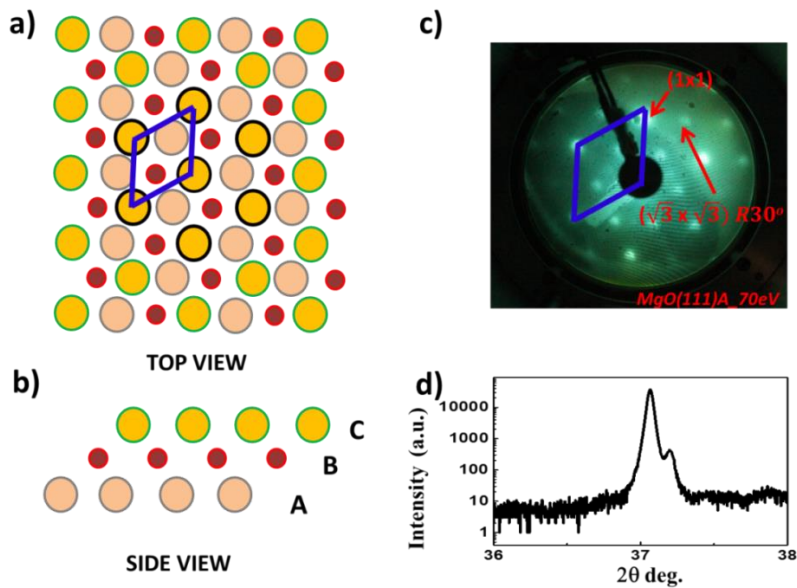 a)
TOP VIEW
b)
C
B
A
SIDE VIEW
c)
(1x1)
(√3 x √3) R30º
MgO(111)A_70eV
d)
Intensity (a.u.)
10000
1000
100
10
1
36
37
38
2θ deg.